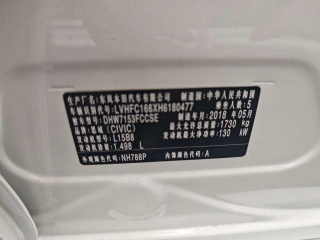 制造厂名: 东风本田汽车有限公司 制造国: 中华人民共和国
车辆识别代号: LVHFC166XH6180477 乘坐人数: 5
整车型号: DHW7153FCCSE 制造年月: 2018 年 05月
品牌: 思域 (CIVIC) 最大允许总质量: 1730 kg
发动机型号: L15B8 发动机最大净功率: 130 kW
发动机排量: 1.498 L
外观颜色代码: NH788P 内饰颜色代码: A